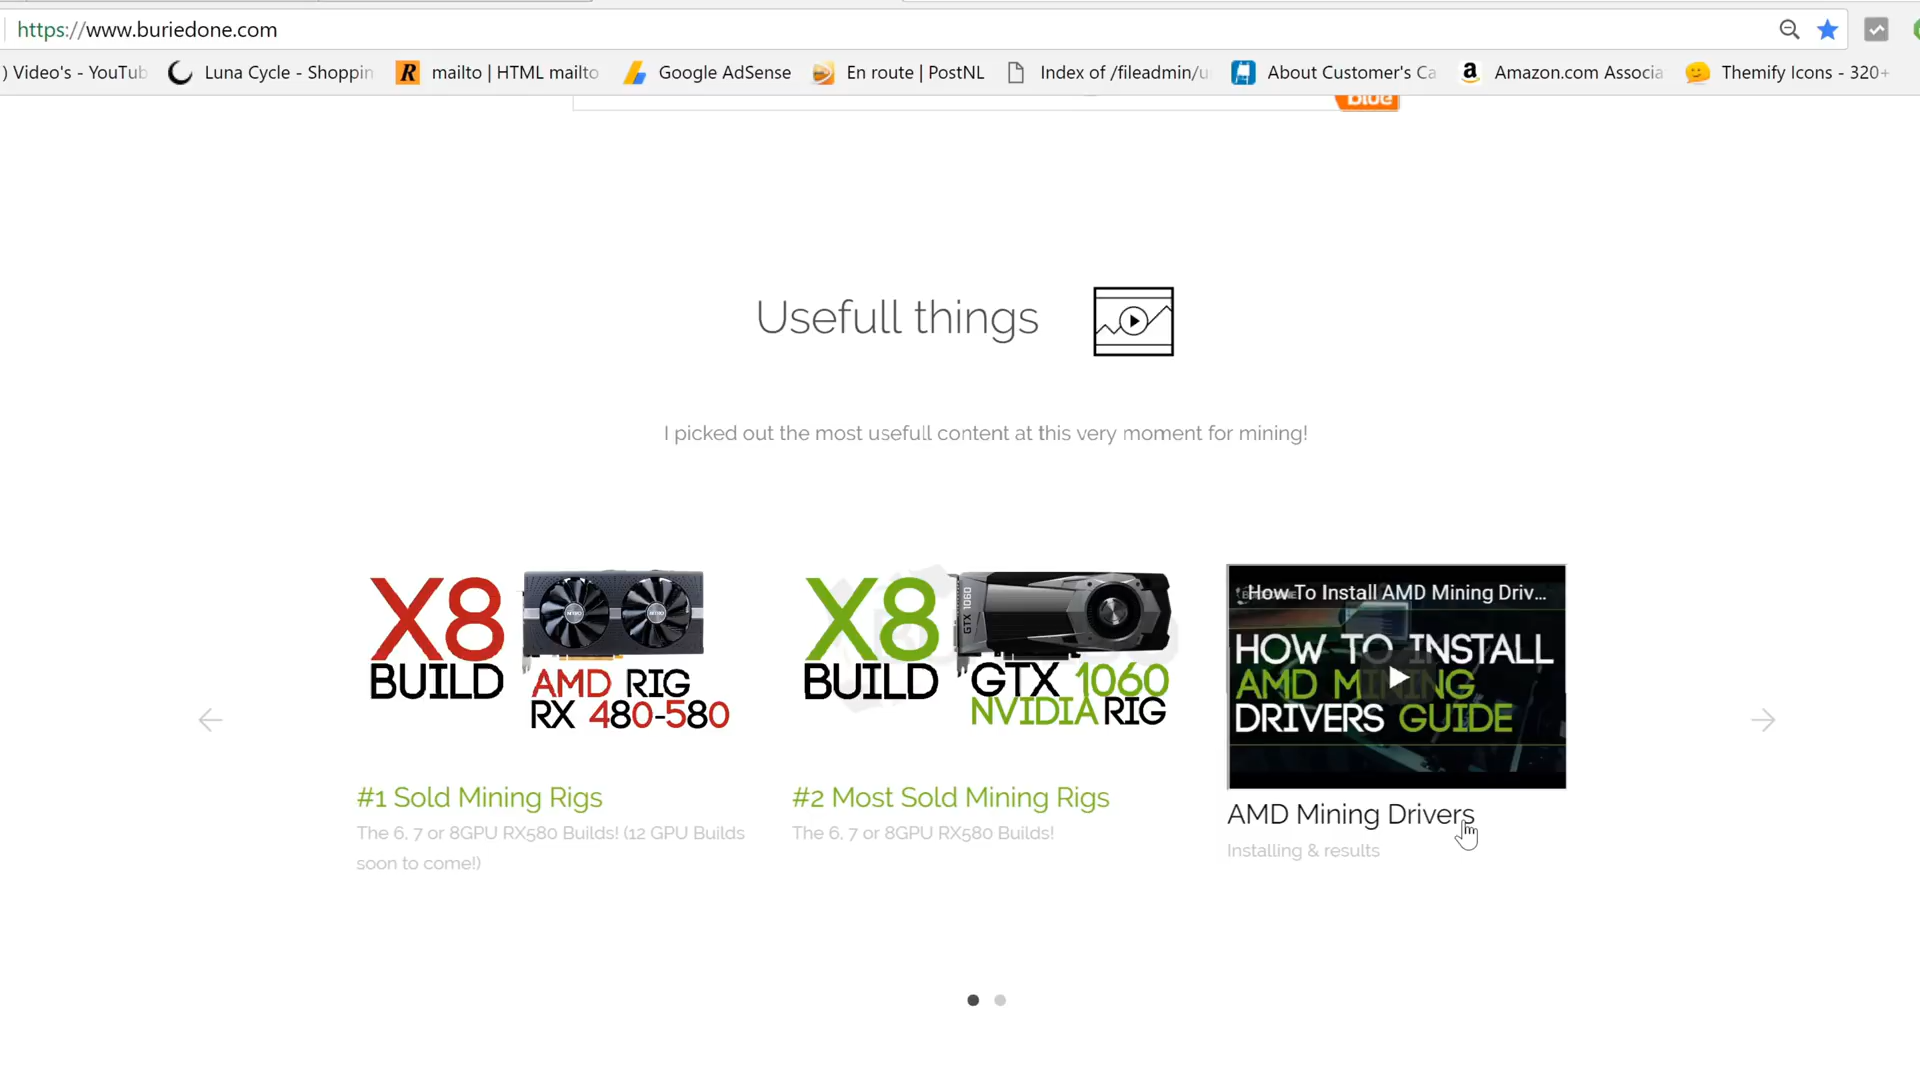 https://www.buriedone.com
) Video's - YouTub
Luna Cycle - Shoppin
R mailto | HTML mailto
Google AdSense
En route | PostNL
Index of /fileadmin/u
About Customer's Ca
a Amazon.com Associa
Themify Icons - 320+
blue
Usefull things
I picked out the most usefull content at this very moment for mining!
X8
BUILD
AMD RIG
RX 480-580
X8
BUILD
GTX 1060
GTX 1060
NVIDIA RIG
How To Install AMD Mining Driv...
HOW TO INSTALL
AMD MINING
DRIVERS GUIDE
#1 Sold Mining Rigs
The 6, 7 or 8GPU RX580 Builds! (12 GPU Builds
soon to come!)
#2 Most Sold Mining Rigs
The 6, 7 or 8GPU RX580 Builds!
AMD Mining Drivers
Installing & results